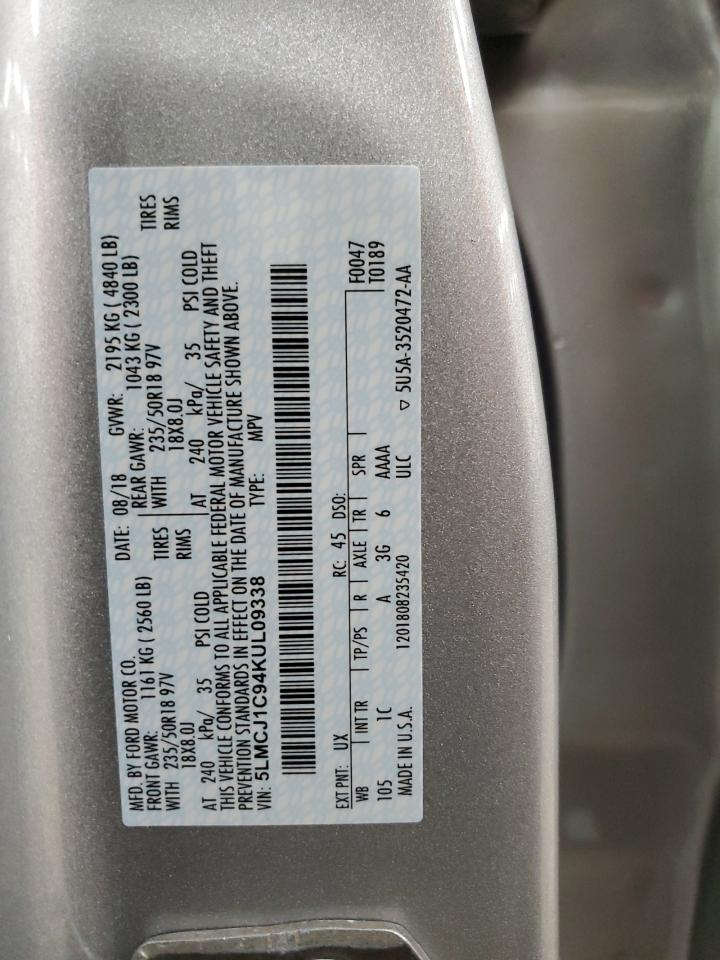 MFD. BY FORD MOTOR CO. DATE: 08/18 GVWR: 2195 KG ( 4840 LB)
FRONT GAWR: 1161 KG ( 2560 LB) REAR GAWR: 1043 KG ( 2300 LB)
WITH 235/50R18 97V TIRES WITH 235/50R18 97V TIRES
18X8.0J RIMS 18X8.0J RIMS
AT 240 kPa/ 35 PSI COLD AT 240 kPa/ 35 PSI COLD
THIS VEHICLE CONFORMS TO ALL APPLICABLE FEDERAL MOTOR VEHICLE SAFETY AND THEFT
PREVENTION STANDARDS IN EFFECT ON THE DATE OF MANUFACTURE SHOWN ABOVE.
VIN: 5LMCJ1C94KUL09338 TYPE: MPV
EXT PNT: UX RC: 45 DSO: F0047
WB INT TR TP/PS R AXLE TR SPR T0189
105 1C A 3G 6 AAAA
MADE IN U.S.A. 1201808235420 ULC ▽ 5U5A-3520472-AA